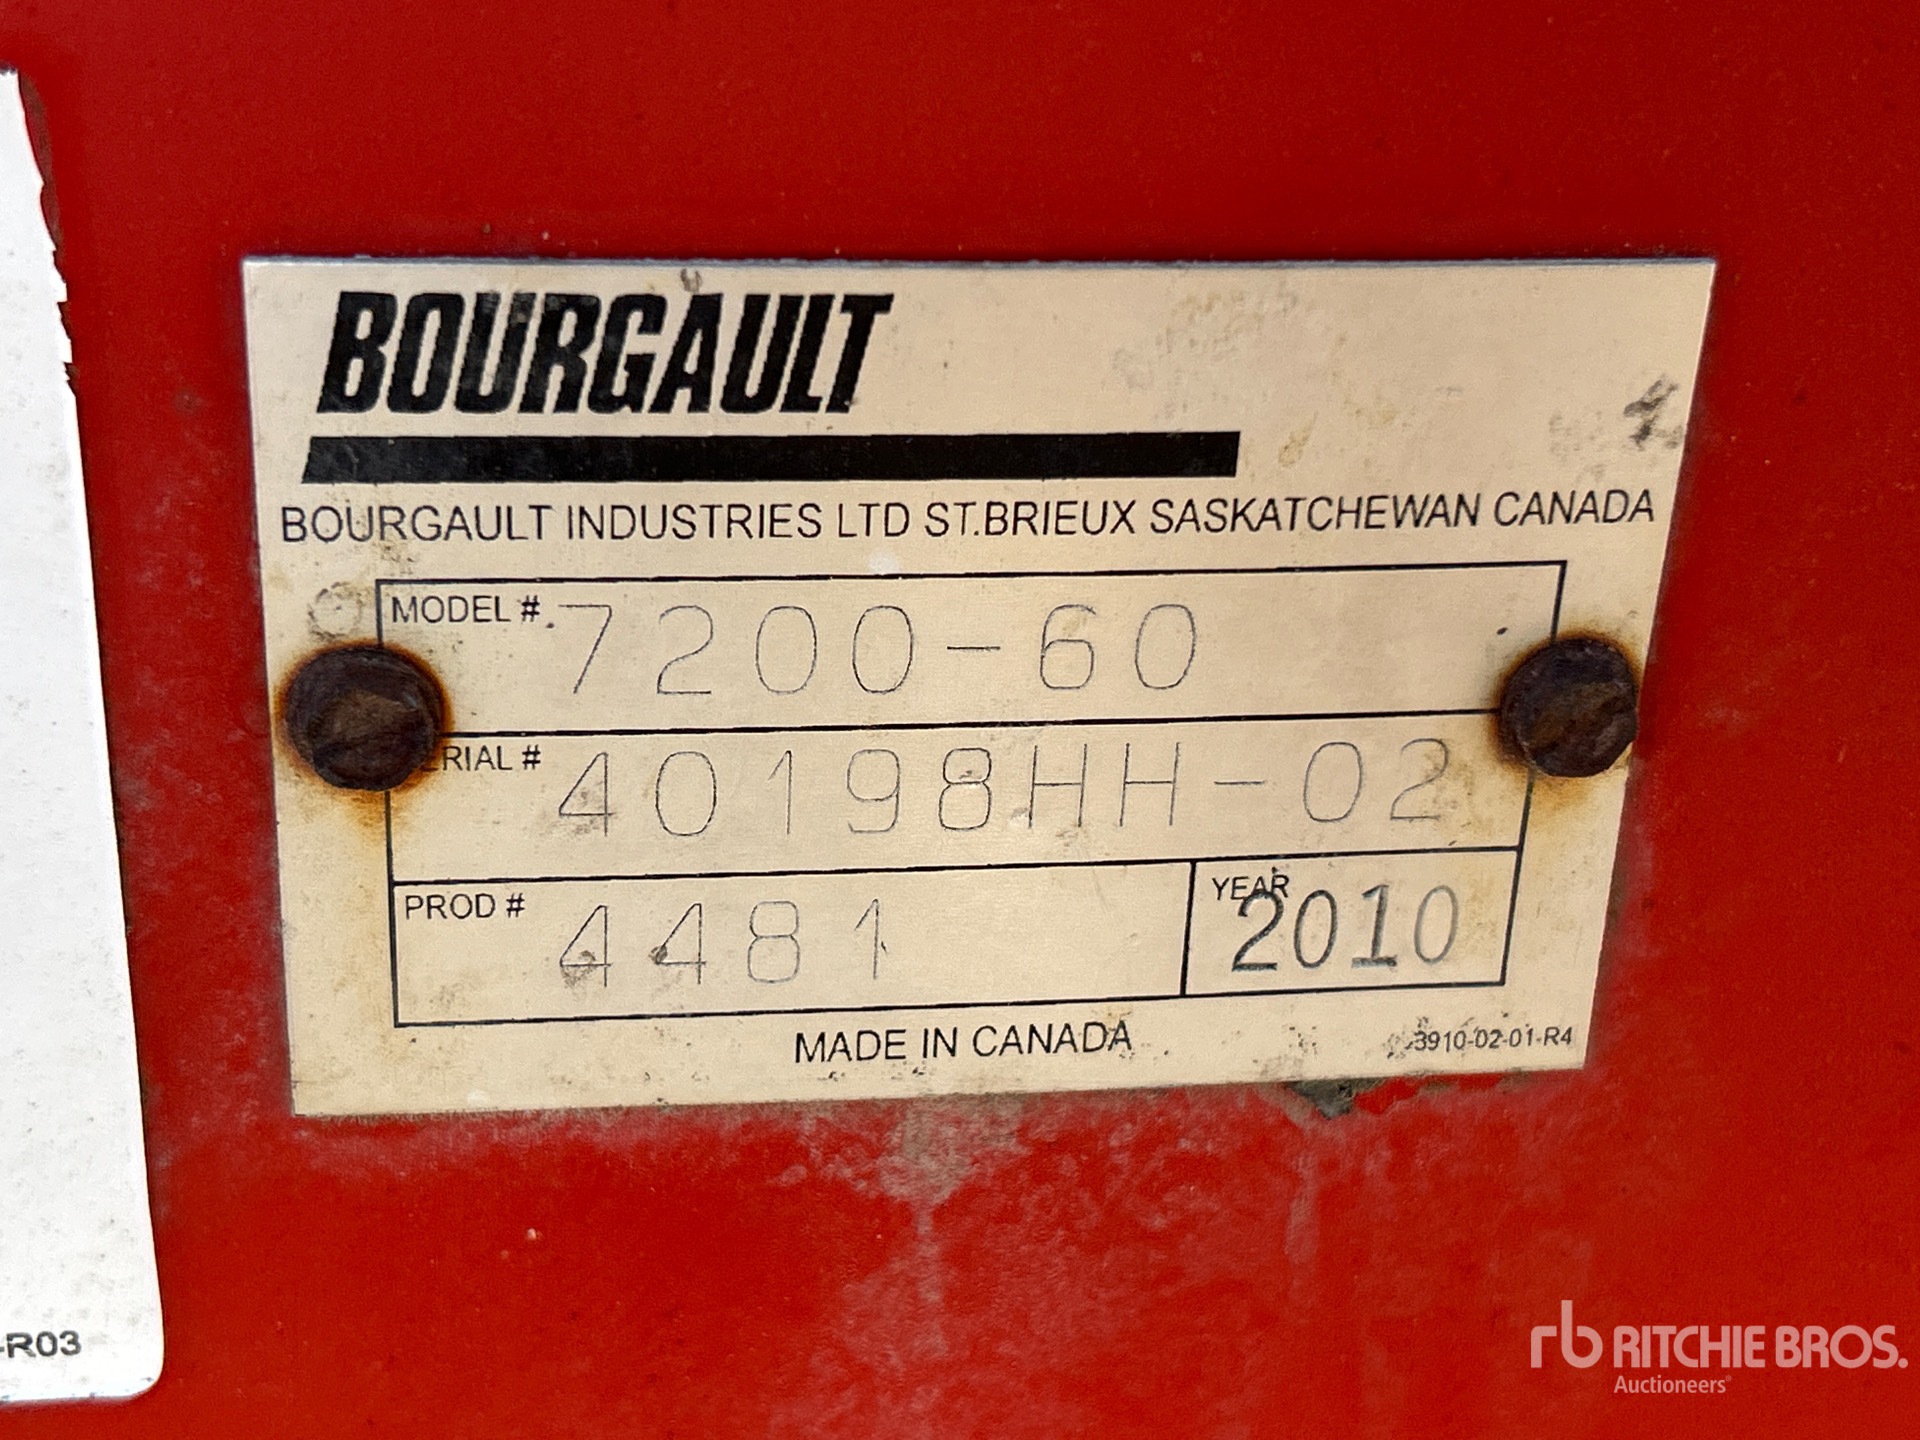 BOURGAULT
BOURGAULT INDUSTRIES LTD ST.BRIEUX SASKATCHEWAN CANADA
MODEL # 7200-60
ERIAL # 40198HH-02
PROD # 4481
YEAR 2010
MADE IN CANADA
3910-02-01-R4
-R03
rb RITCHIE BROS.
Auctioneers